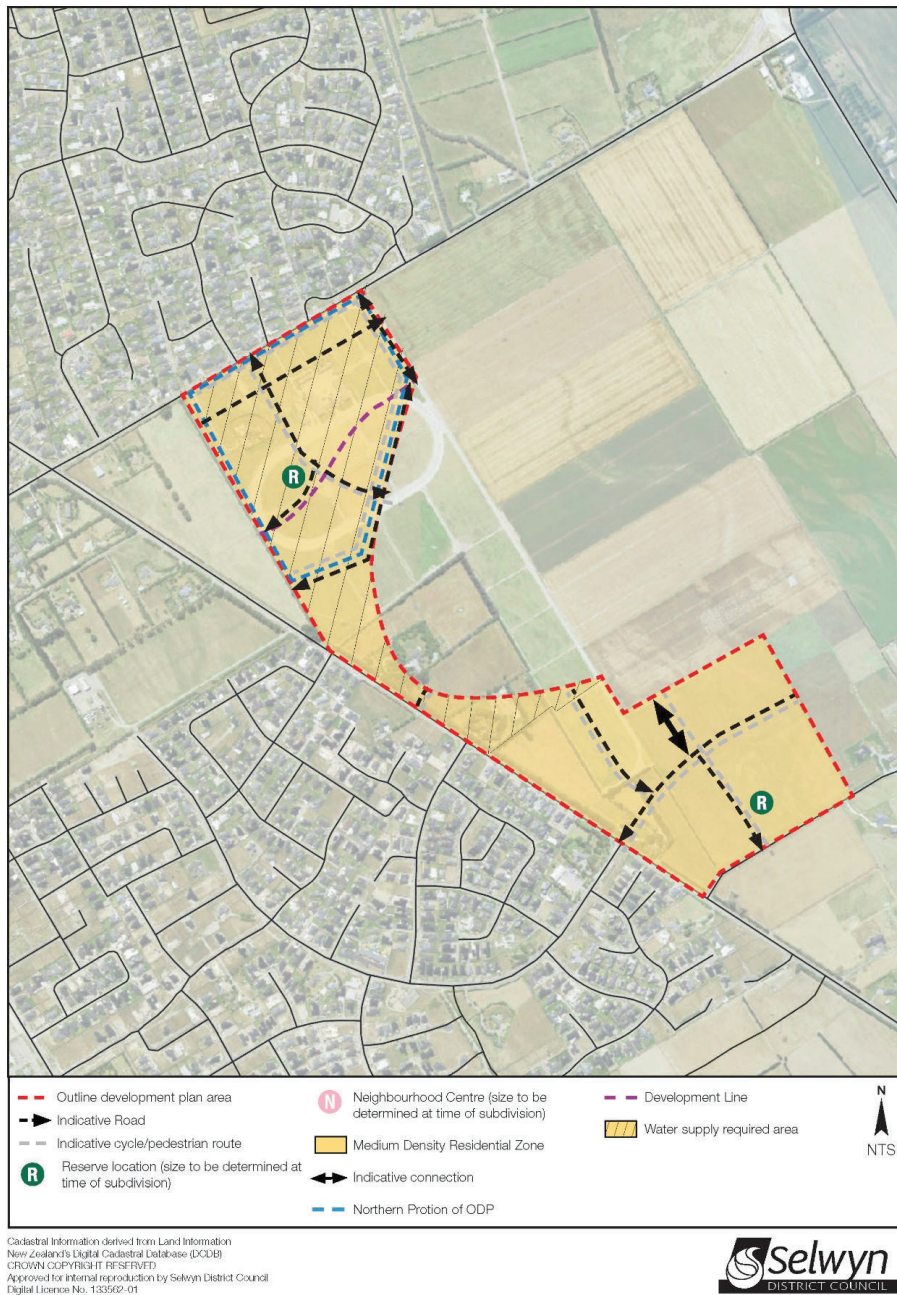 R
R
Outline development plan area
Indicative Road
Indicative cycle/pedestrian route
R
Reserve location (size to be determined at
time of subdivision)
N
Neighbourhood Centre (size to be
determined at time of subdivision)
Medium Density Residential Zone
Indicative connection
Northern Protion of ODP
Development Line
Water supply required area
N
NTS
Cadastral Information derived from Land Information
New Zealand's Digital Cadastral Database (DCDB)
CROWN COPYRIGHT RESERVED
Approved for internal reproduction by Selwyn District Council
Digital Licence No. 133562-01
Selwyn
DISTRICT COUNCIL